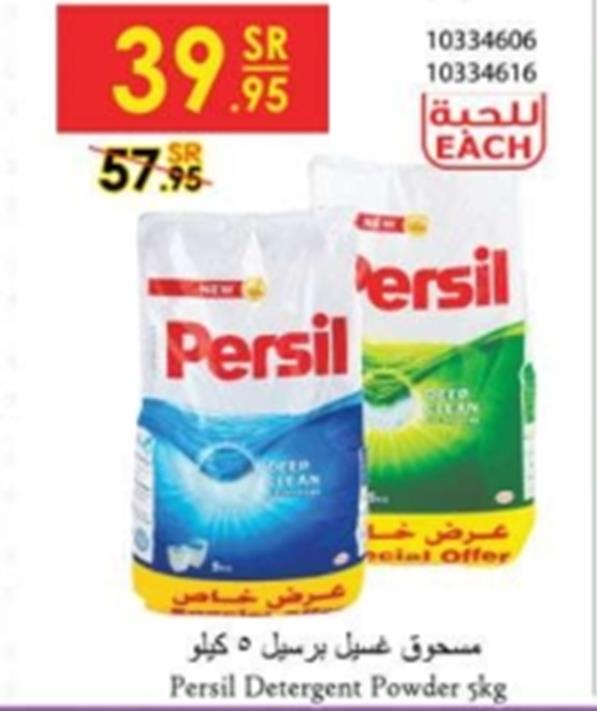 39.95 SR
10334606
10334616
للحبة
EACH
57.95 SR
NEW
Persil
DEEP
CLEAN
5KG
عرض خاص
NEW
Persil
DEEP
CLEAN
عرض خا
ecial Offer
مسحوق غسيل برسيل ٥ كيلو
Persil Detergent Powder 5kg